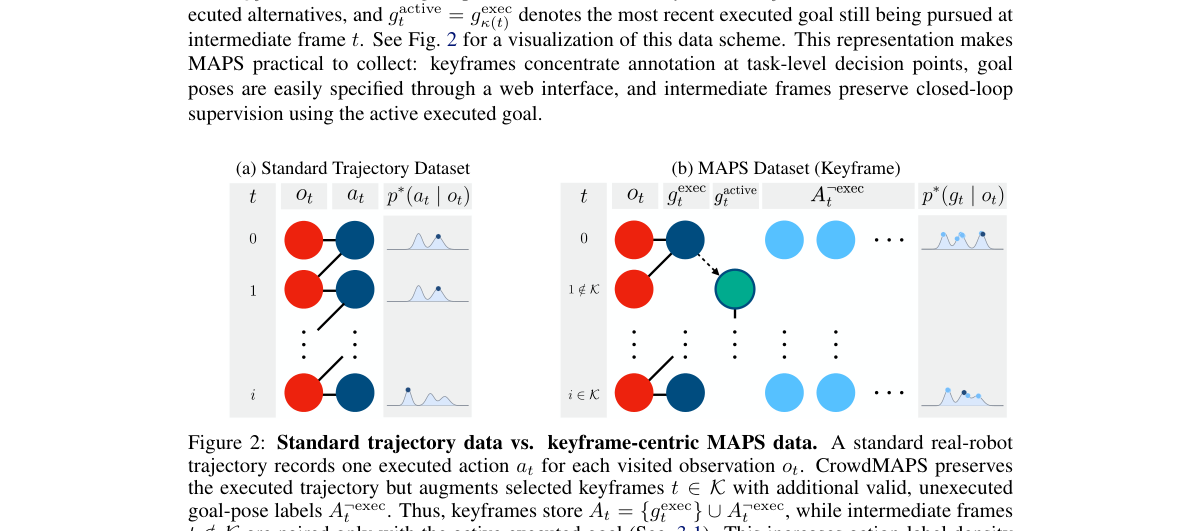 ecuted alternatives, and g_t^active = g_κ(t)^exec denotes the most recent executed goal still being pursued at
intermediate frame t. See Fig. 2 for a visualization of this data scheme. This representation makes
MAPS practical to collect: keyframes concentrate annotation at task-level decision points, goal
poses are easily specified through a web interface, and intermediate frames preserve closed-loop
supervision using the active executed goal.
(a) Standard Trajectory Dataset
t o_t a_t p*(a_t | o_t)
0
1
⋮ ⋮
i
(b) MAPS Dataset (Keyframe)
t o_t g_t^exec g_t^active A_t^¬exec p*(g_t | o_t)
0 ···
1 ∉ K
⋮ ⋮ ⋮ ⋮ ⋮
i ∈ K ···
Figure 2: Standard trajectory data vs. keyframe-centric MAPS data. A standard real-robot
trajectory records one executed action a_t for each visited observation o_t. CrowdMAPS preserves
the executed trajectory but augments selected keyframes t ∈ K with additional valid, unexecuted
goal-pose labels A_t^¬exec. Thus, keyframes store A_t = {g_t^exec} ∪ A_t^¬exec, while intermediate frames